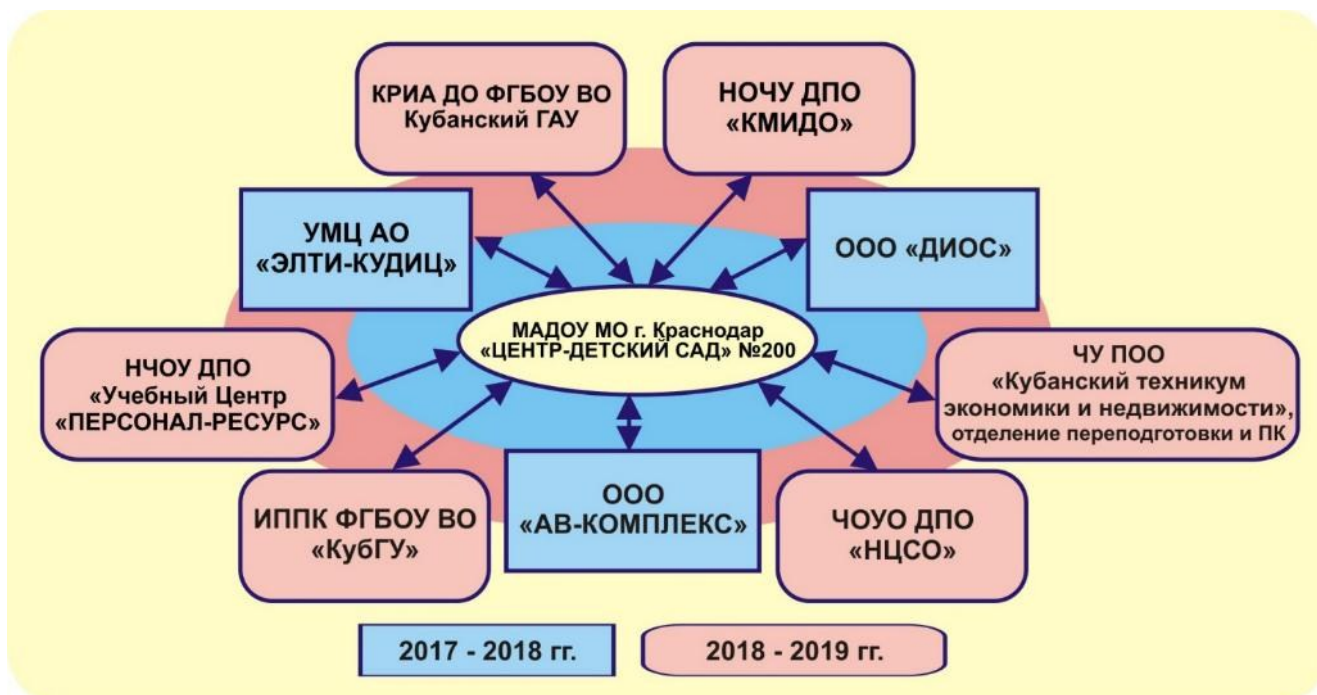 КРИА ДО ФГБОУ ВО
Кубанский ГАУ
НОЧУ ДПО
«КМИДО»
УМЦ АО
«ЭЛТИ-КУДИЦ»
ООО «ДИОС»
МАДОУ МО г. Краснодар
«ЦЕНТР-ДЕТСКИЙ САД» №200
НЧОУ ДПО
«Учебный Центр
«ПЕРСОНАЛ-РЕСУРС»
ЧУ ПОО
«Кубанский техникум
экономики и недвижимости»,
отделение переподготовки и ПК
ИППК ФГБОУ ВО
«КубГУ»
ООО
«АВ-КОМПЛЕКС»
ЧОУО ДПО
«НЦСО»
2017 - 2018 гг.
2018 - 2019 гг.